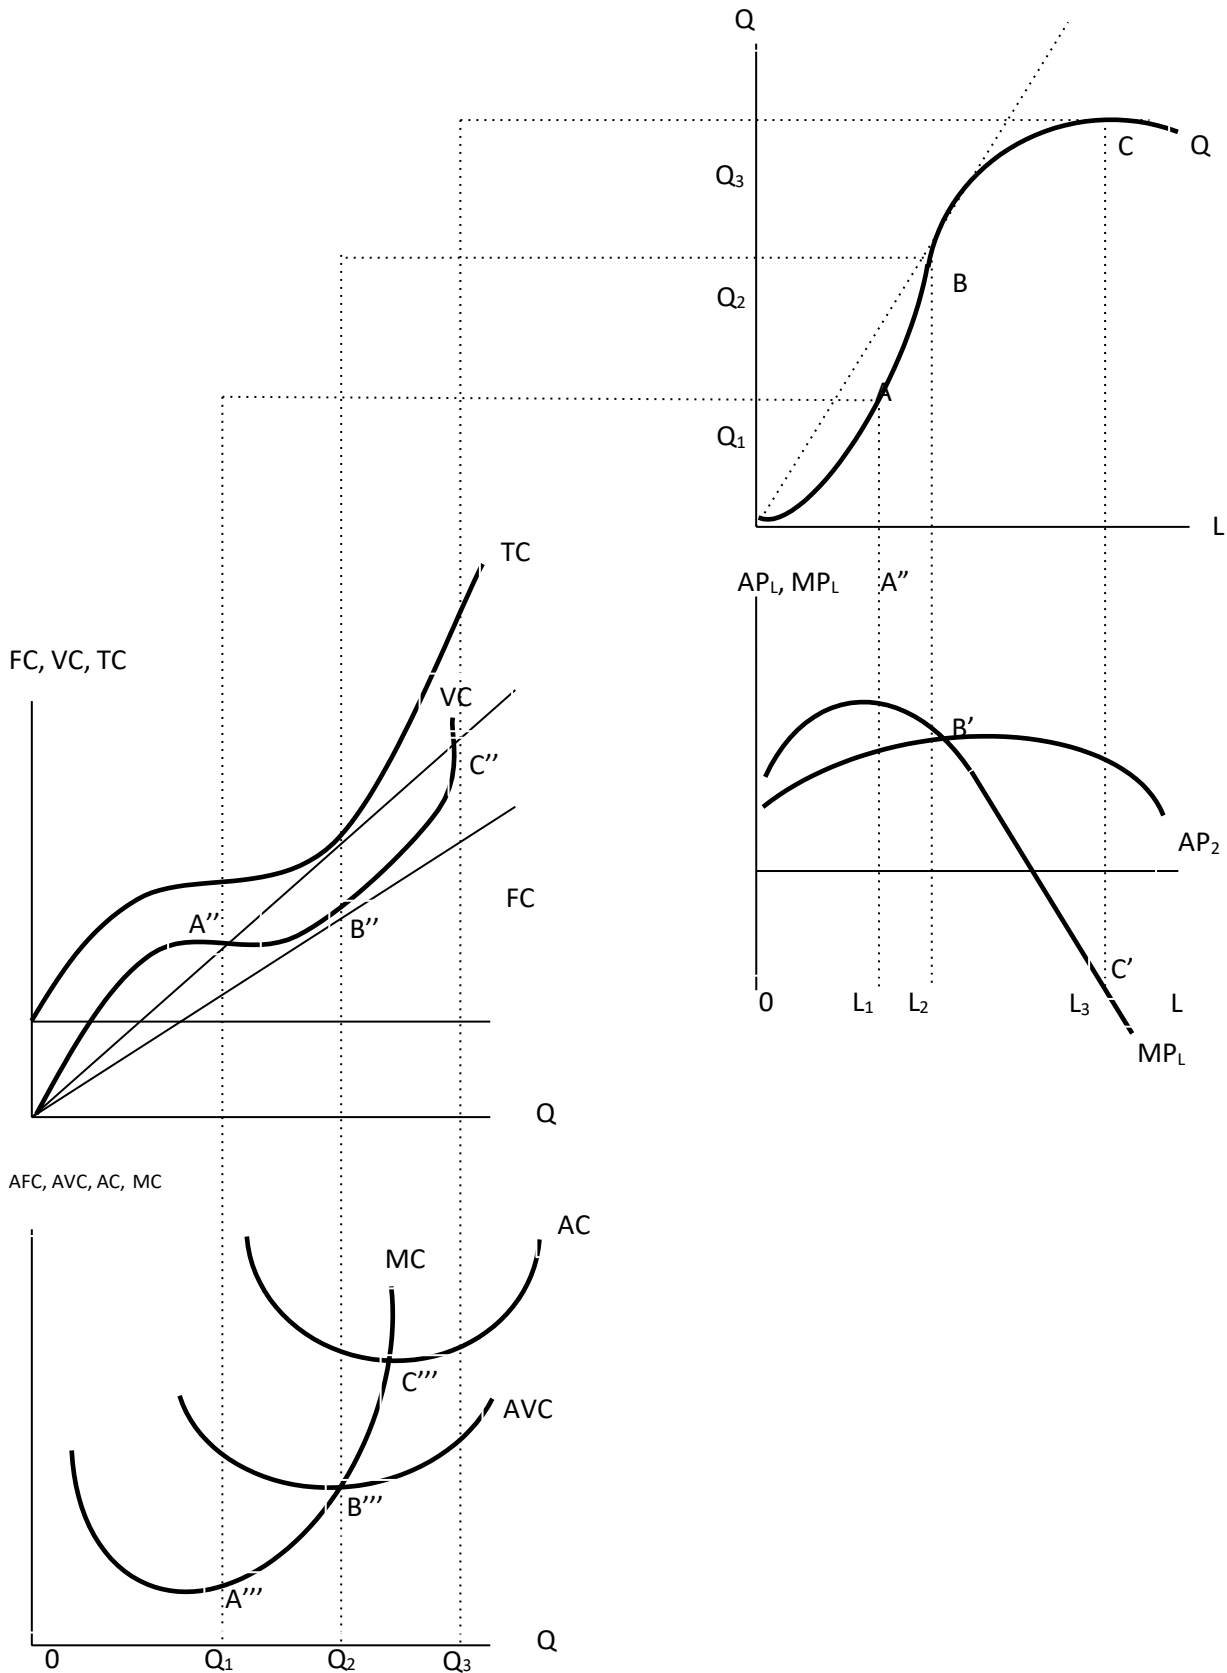 Q
C
Q
Q₃
B
Q₂
A
Q₁
L
TC
AP_L, MP_L
A”
FC, VC, TC
VC
B’
C’’
AP₂
FC
A’’
B’’
C’
0
L₁
L₂
L₃
L
MP_L
Q
AFC, AVC, AC, MC
AC
MC
C’’’
AVC
B’’’
A’’’
Q
0
Q₁
Q₂
Q₃